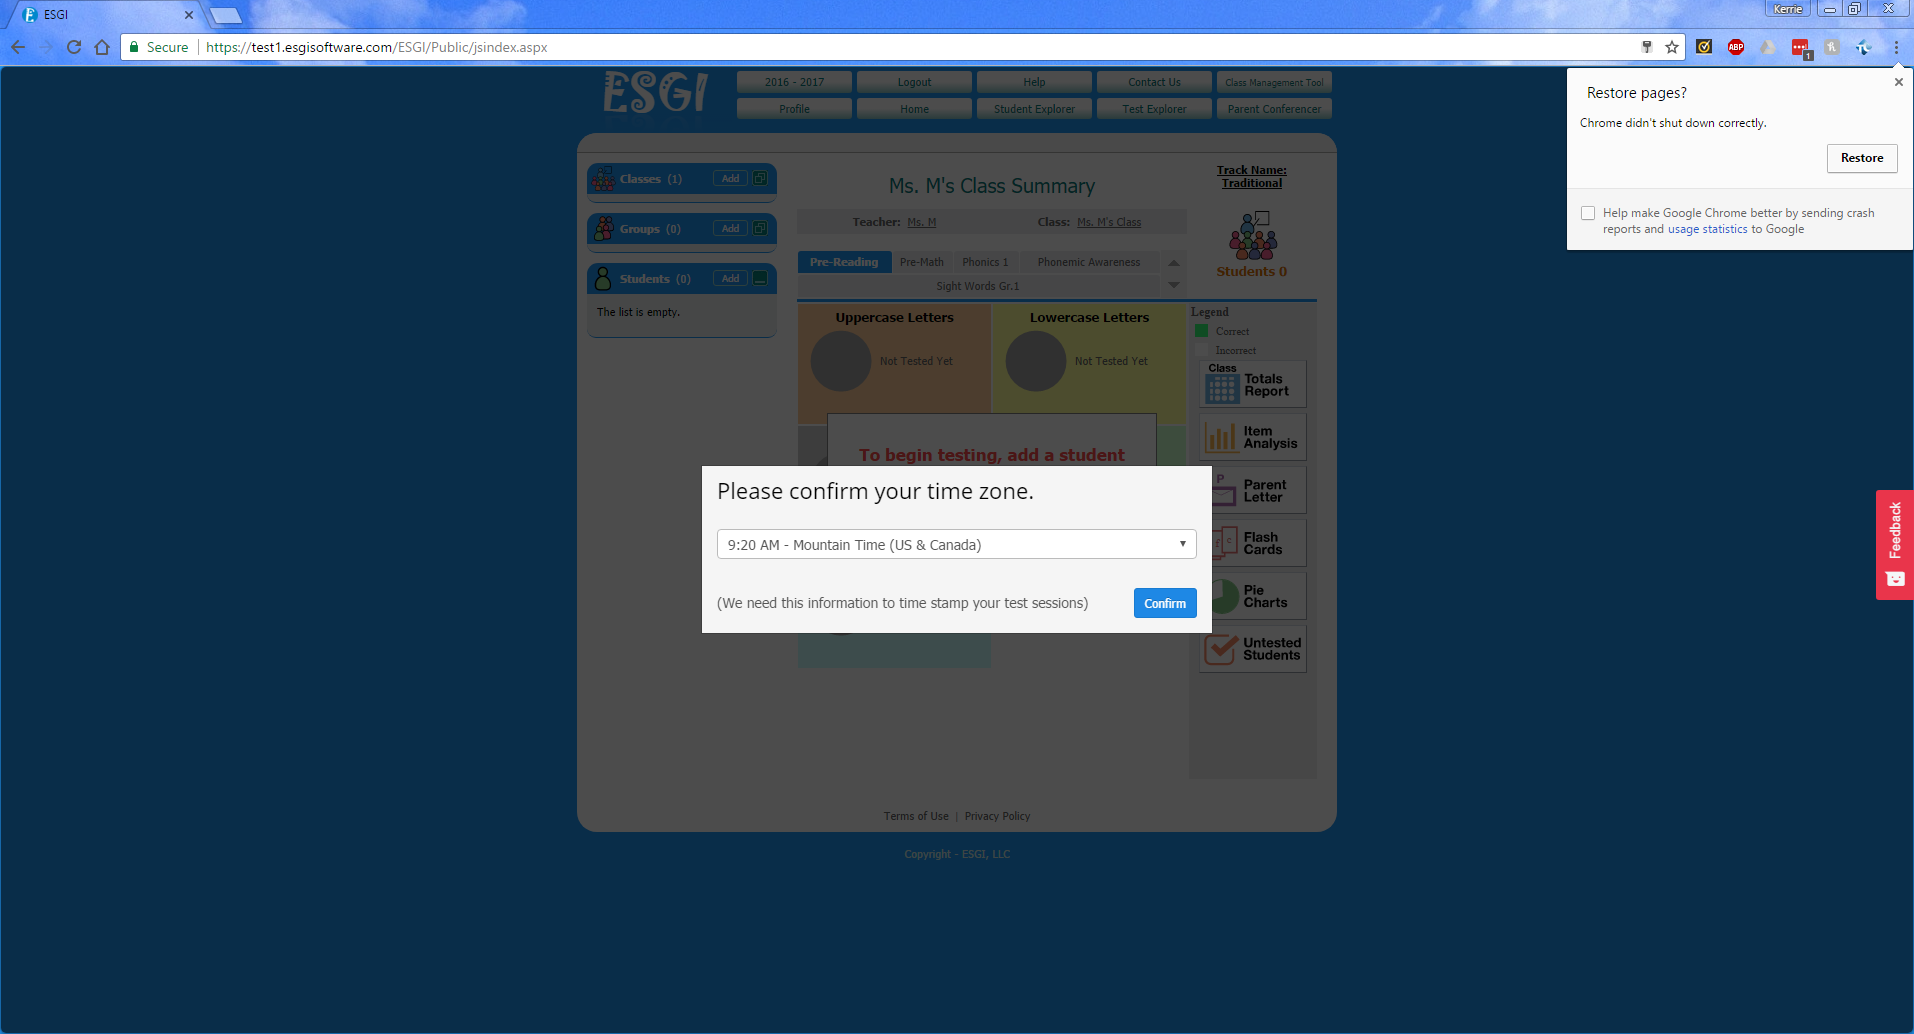 ESGI
Kerrie
Secure
https://test1.esgisoftware.com/ESGI/Public/jsindex.aspx
ABP
1
Restore pages?
Chrome didn't shut down correctly.
Restore
Help make Google Chrome better by sending crash
reports and usage statistics to Google
ESGI
2016 - 2017
Logout
Help
Contact Us
Class Management Tool
Profile
Home
Student Explorer
Test Explorer
Parent Conferencer
Classes (1)
Add
Groups (0)
Add
Students (0)
Add
The list is empty.
Ms. M's Class Summary
Teacher: Ms. M
Class: Ms. M's Class
Track Name:
Traditional
Students 0
Pre-Reading
Pre-Math
Phonics 1
Phonemic Awareness
Sight Words Gr.1
Uppercase Letters
Not Tested Yet
Lowercase Letters
Not Tested Yet
Legend
Correct
Incorrect
Class
Totals
Report
Item
Analysis
P
Parent
Letter
Flash
Cards
Pie
Charts
Untested
Students
To begin testing, add a student
Please confirm your time zone.
9:20 AM - Mountain Time (US & Canada)
(We need this information to time stamp your test sessions)
Confirm
Feedback
Terms of Use | Privacy Policy
Copyright - ESGI, LLC